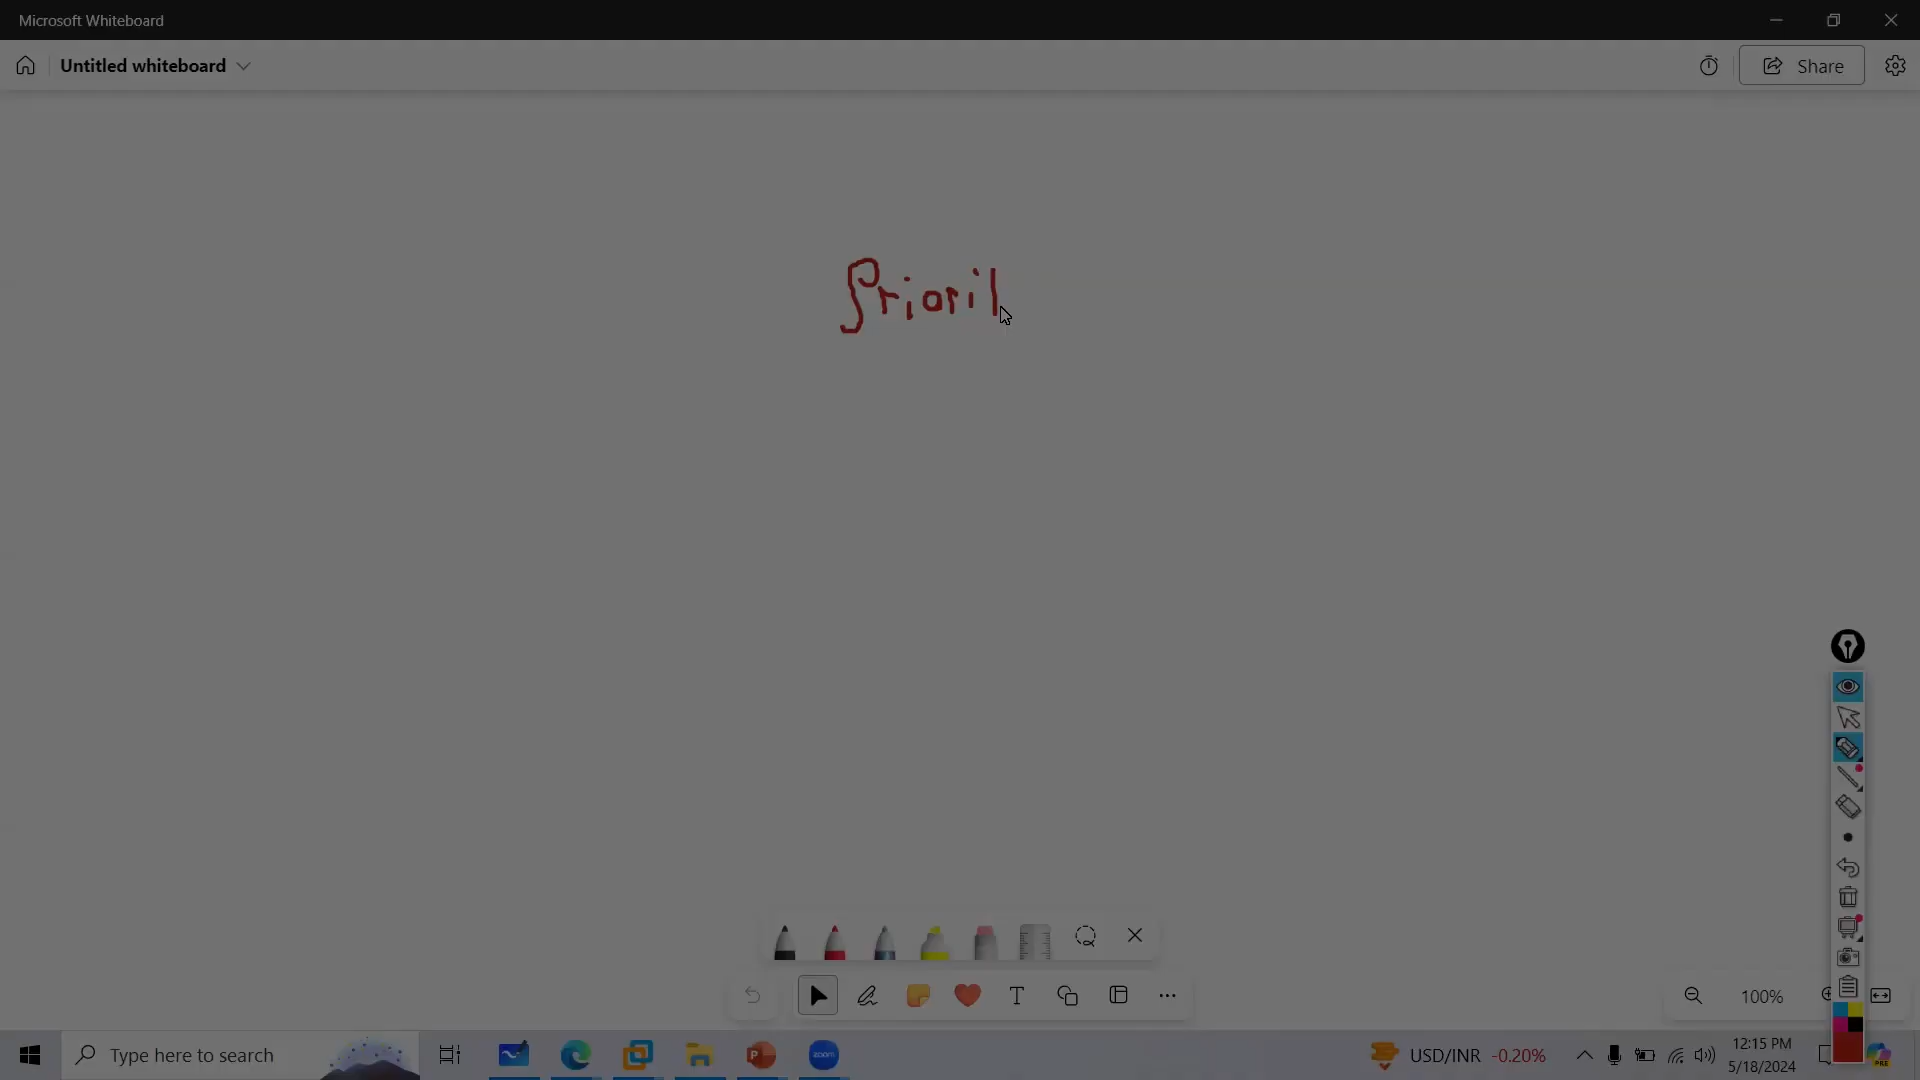 Microsoft Whiteboard
Untitled whiteboard
Share
Prioril
100%
Type here to search
zoom
USD/INR -0.20%
12:15 PM
5/18/2024